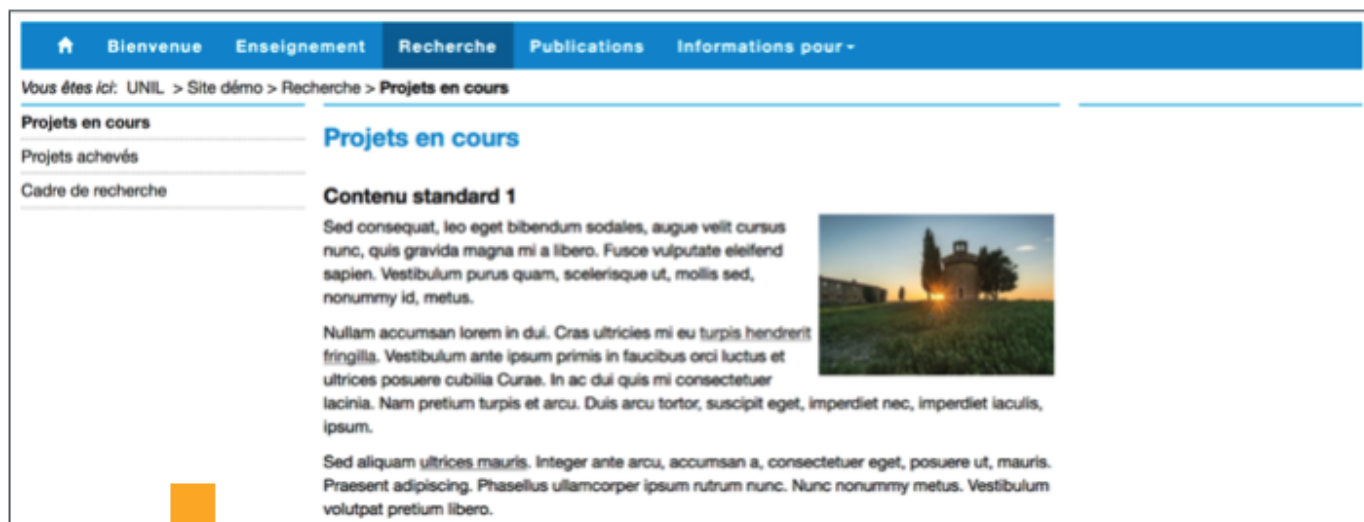 Bienvenue Enseignement Recherche Publications Informations pour
Vous êtes ici: UNIL > Site démo > Recherche > Projets en cours
Projets en cours
Projets achevés
Cadre de recherche
Projets en cours
Contenu standard 1
Sed consequat, leo eget bibendum sodales, augue velit cursus
nunc, quis gravida magna mi a libero. Fusce vulputate eleifend
sapien. Vestibulum purus quam, scelerisque ut, mollis sed,
nonummy id, metus.
Nullam accumsan lorem in dui. Cras ultricies mi eu turpis hendrerit
fringilla. Vestibulum ante ipsum primis in faucibus orci luctus et
ultrices posuere cubilia Curae. In ac dui quis mi consectetuer
lacinia. Nam pretium turpis et arcu. Duis arcu tortor, suscipit eget, imperdiet nec, imperdiet iaculis,
ipsum.
Sed aliquam ultrices mauris. Integer ante arcu, accumsan a, consectetuer eget, posuere ut, mauris.
Praesent adipiscing. Phasellus ullamcorper ipsum rutrum nunc. Nunc nonummy metus. Vestibulum
volutpat pretium libero.